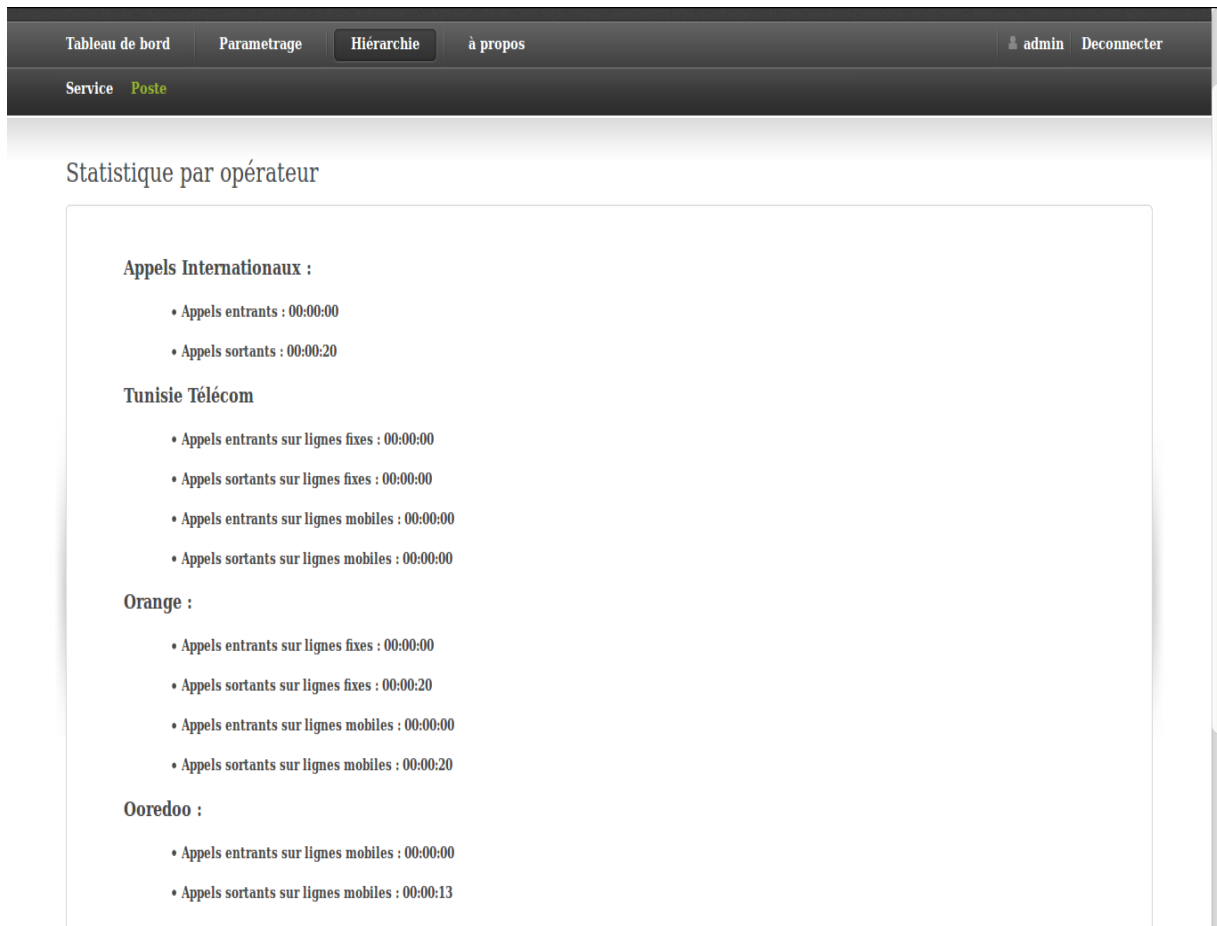 Tableau de bord Parametrage Hiérarchie à propos admin Deconnecter
Service Poste
Statistique par opérateur
Appels Internationaux :
• Appels entrants : 00:00:00
• Appels sortants : 00:00:20
Tunisie Télécom
• Appels entrants sur lignes fixes : 00:00:00
• Appels sortants sur lignes fixes : 00:00:00
• Appels entrants sur lignes mobiles : 00:00:00
• Appels sortants sur lignes mobiles : 00:00:00
Orange :
• Appels entrants sur lignes fixes : 00:00:00
• Appels sortants sur lignes fixes : 00:00:20
• Appels entrants sur lignes mobiles : 00:00:00
• Appels sortants sur lignes mobiles : 00:00:20
Ooredoo :
• Appels entrants sur lignes mobiles : 00:00:00
• Appels sortants sur lignes mobiles : 00:00:13